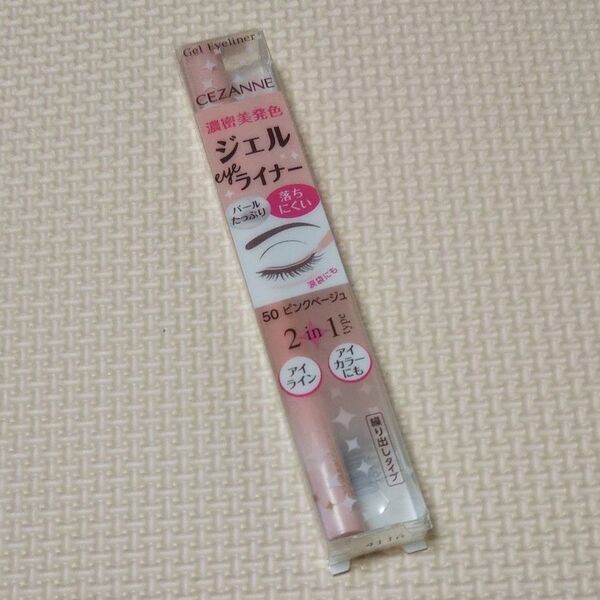 Gel Eyeliner
CEZANNE
濃密美発色
ジェル
eye ライナー
パール
たっぷり
落ち
にくい
涙袋にも
50 ピンクベージュ
2 in 1 type
アイ
ライン
アイ
カラー
にも
繰り出しタイプ